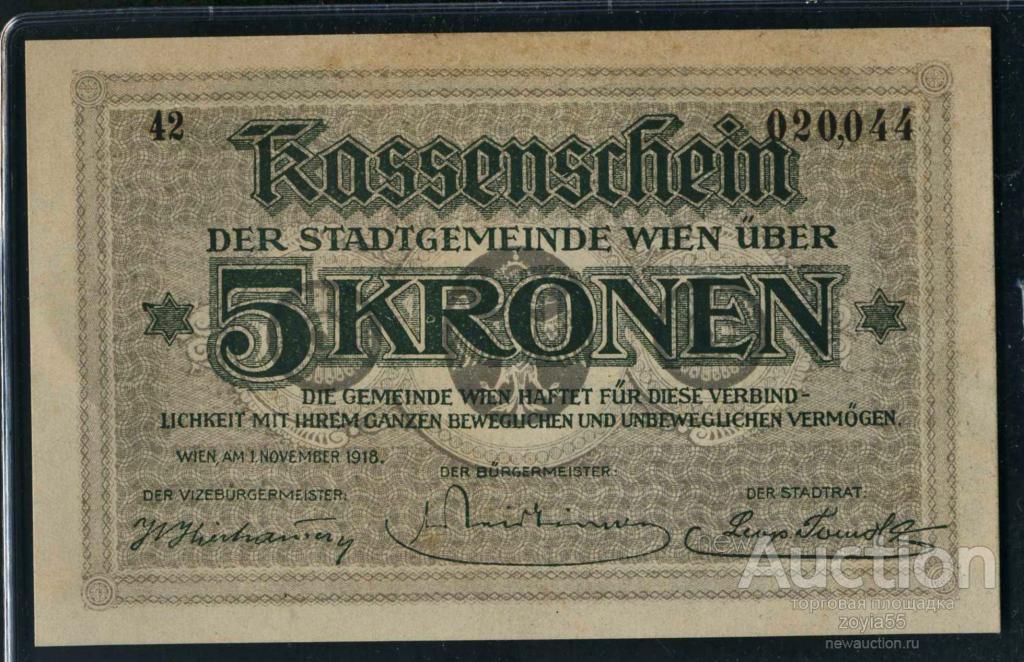 42
020,044
Kassenschein
DER STADTGEMEINDE WIEN ÜBER
5 KRONEN
DIE GEMEINDE WIEN HAFTET FÜR DIESE VERBIND-
LICHKEIT MIT IHREM GANZEN BEWEGLICHEN UND UNBEWEGLICHEN VERMÖGEN.
WIEN, AM 1. NOVEMBER 1918.
DER BÜRGERMEISTER:
DER VIZEBÜRGERMEISTER:
DER STADTRAT:
newAuction
торговая площадка
zoyia55
newauction.ru